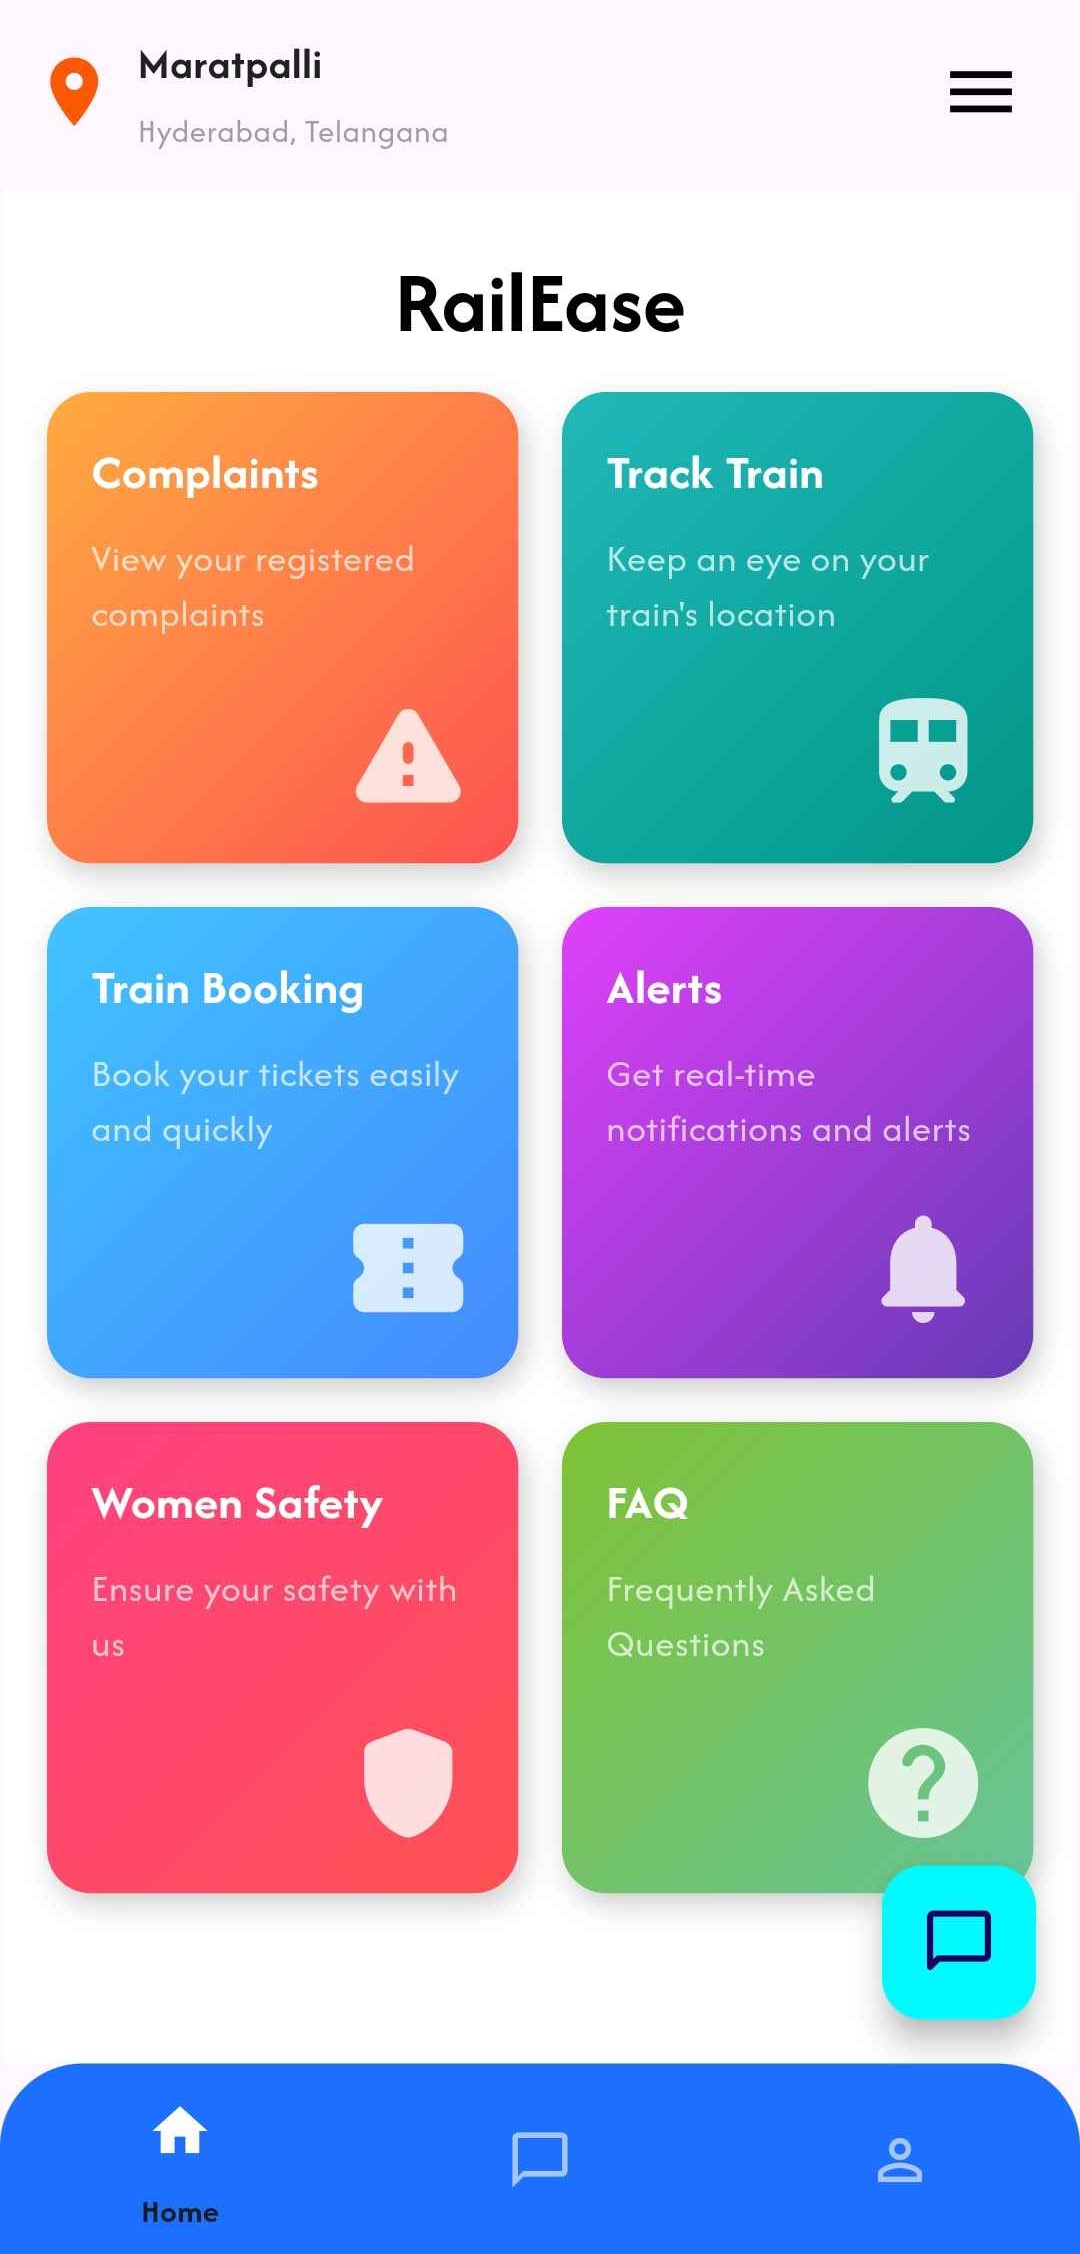 Maratpalli
Hyderabad, Telangana
RailEase
Complaints
View your registered
complaints
Track Train
Keep an eye on your
train's location
Train Booking
Book your tickets easily
and quickly
Alerts
Get real-time
notifications and alerts
Women Safety
Ensure your safety with
us
FAQ
Frequently Asked
Questions
Home